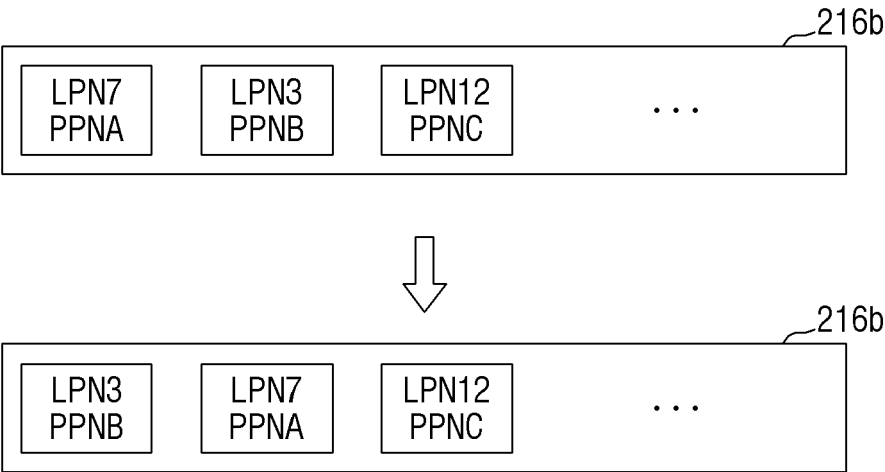 216b
LPN7 LPN3 LPN12
PPNA PPNB PPNC ...
216b
LPN3 LPN7 LPN12
PPNB PPNA PPNC ...